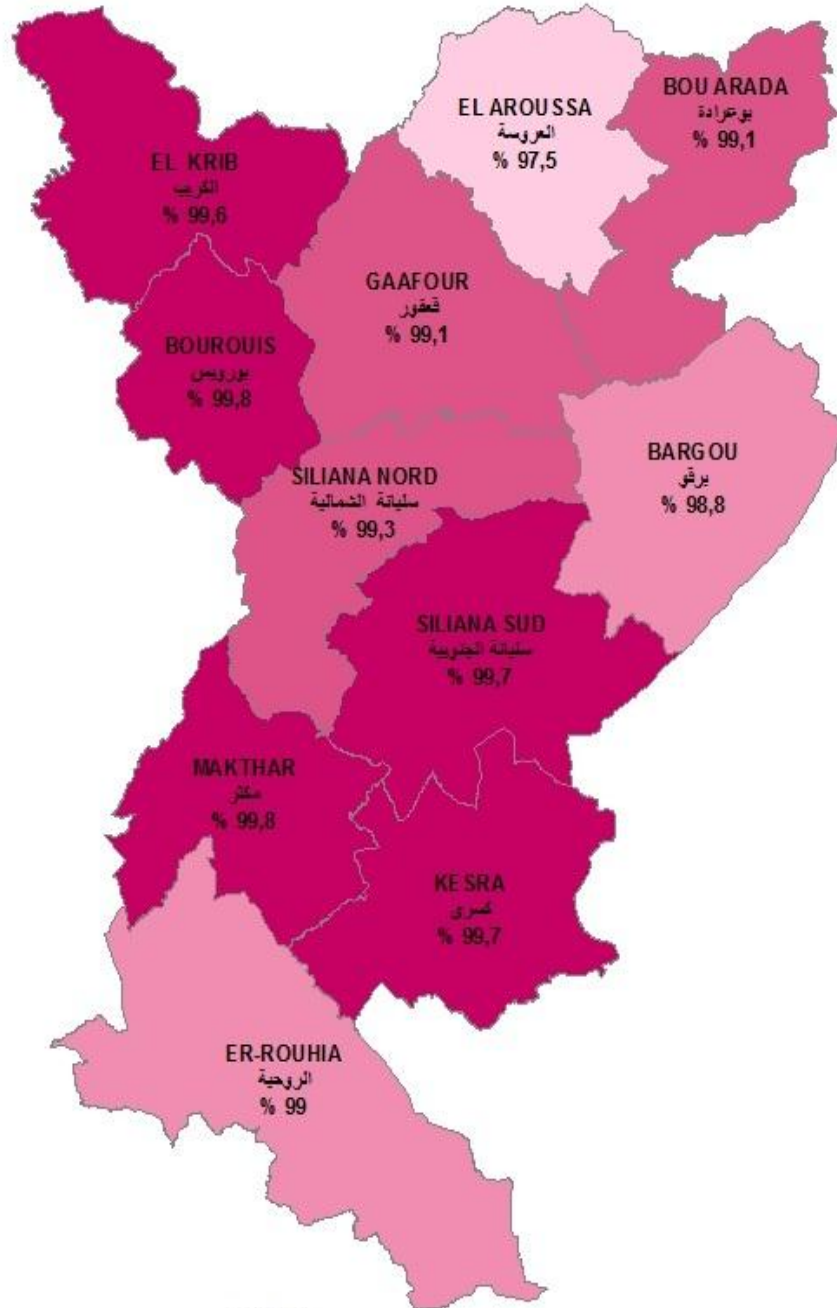 EL AROUSSA
العروسة
% 97,5
BOU ARADA
بوعرادة
% 99,1
EL KRIB
الكريب
% 99,6
GAAFOUR
قعفور
% 99,1
BOUROUIS
بورويس
% 99,8
BARGOU
برقو
% 98,8
SILIANA NORD
سليانة الشمالية
% 99,3
SILIANA SUD
سليانة الجنوبية
% 99,7
MAKTHAR
مكثر
% 99,8
KESRA
كسرى
% 99,7
ER-ROUHIA
الروحية
% 99